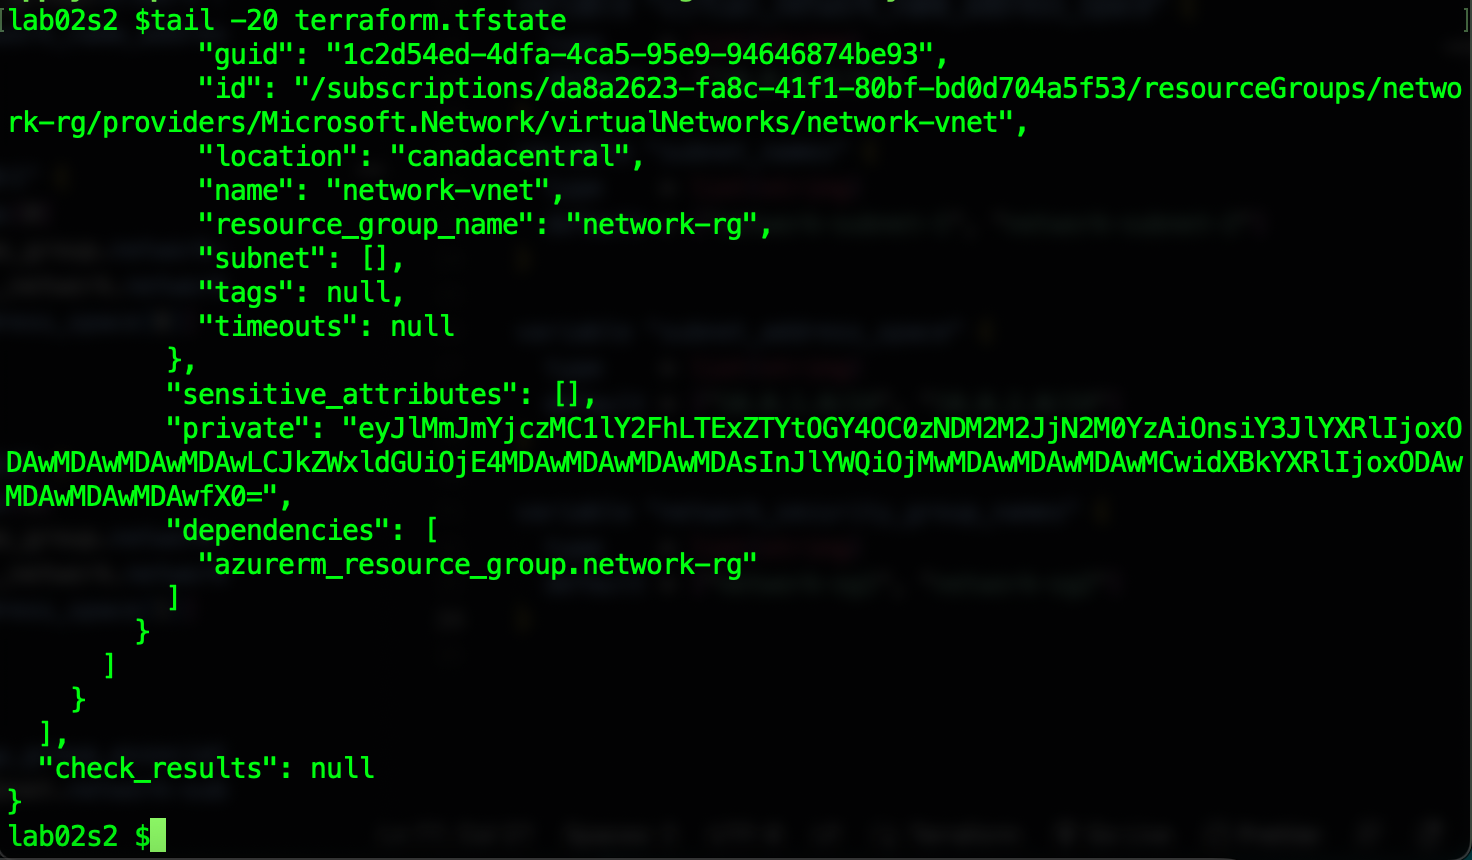 [lab02s2 $tail -20 terraform.tfstate ]
"guid": "1c2d54ed-4dfa-4ca5-95e9-94646874be93",
"id": "/subscriptions/da8a2623-fa8c-41f1-80bf-bd0d704a5f53/resourceGroups/netwo
rk-rg/providers/Microsoft.Network/virtualNetworks/network-vnet",
"location": "canadacentral",
"name": "network-vnet",
"resource_group_name": "network-rg",
"subnet": [],
"tags": null,
"timeouts": null
},
"sensitive_attributes": [],
"private": "eyJlMmJmYjczMC1lY2FhLTExZTYtOGY4OC0zNDM2M2JjN2M0YzAiOnsiY3JlYXRlIjoxO
DAwMDAwMDAwMDAwLCJkZWxldGUiOjE4MDAwMDAwMDAwMDAsInJlYWQiOjMwMDAwMDAwMDAwMCwidXBkYXRlIjoxODAw
MDAwMDAwMDAwfX0=",
"dependencies": [
"azurerm_resource_group.network-rg"
]
}
]
}
],
"check_results": null
}
lab02s2 $